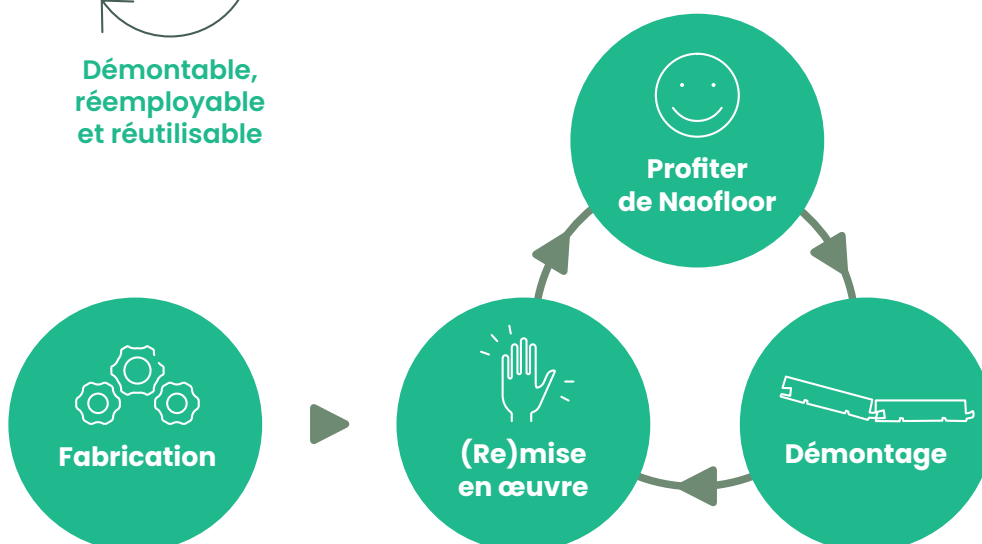 Démontable,
réemployable
et réutilisable
Profiter
de Naofloor
Fabrication
(Re)mise
en œuvre
Démontage